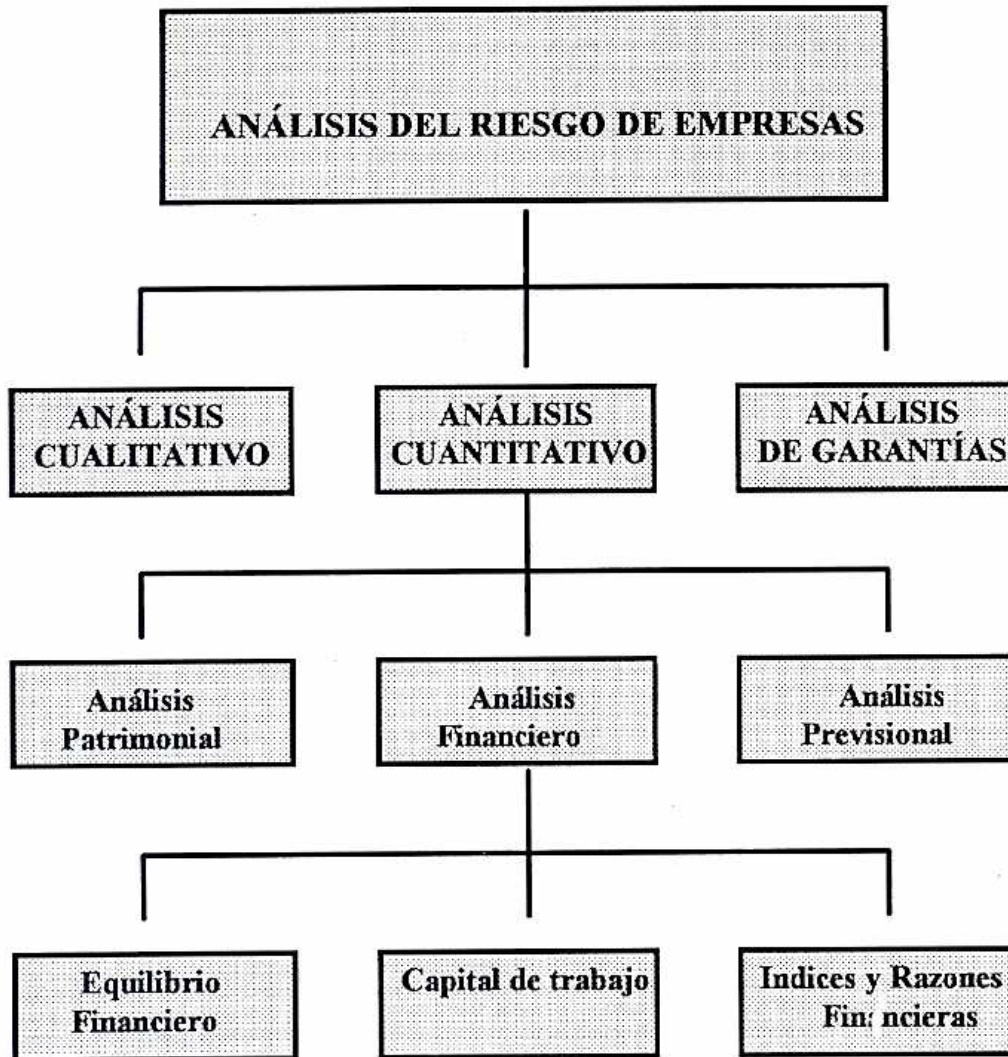 ANÁLISIS DEL RIESGO DE EMPRESAS
ANÁLISIS
CUALITATIVO
ANÁLISIS
CUANTITATIVO
ANÁLISIS
DE GARANTÍAS
Análisis
Patrimonial
Análisis
Financiero
Análisis
Previsional
Equilibrio
Financiero
Capital de trabajo
Indices y Razones
Financieras